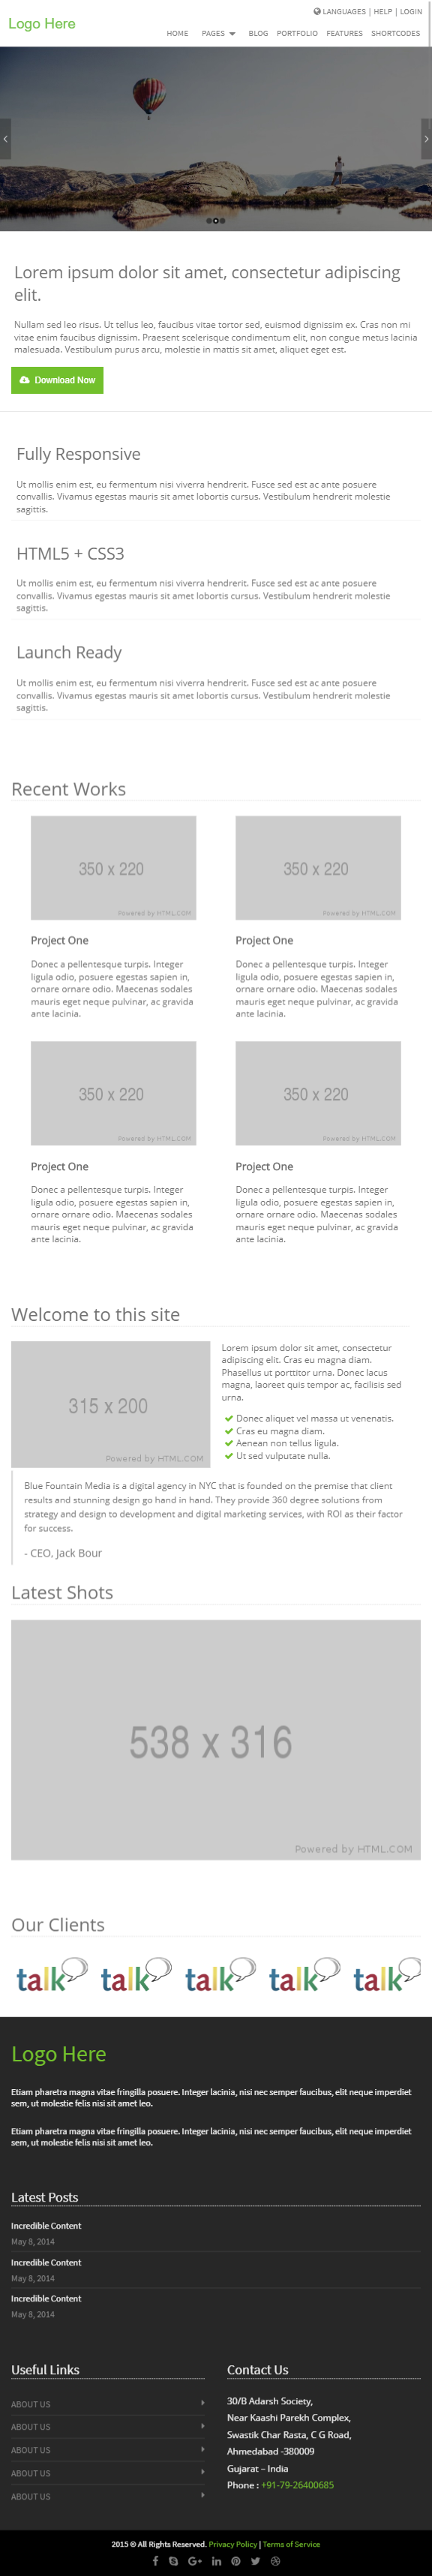 LANGUAGES | HELP | LOGIN
Logo Here
HOME PAGES BLOG PORTFOLIO FEATURES SHORTCODES
Lorem ipsum dolor sit amet, consectetur adipiscing
elit.
Nullam sed leo risus. Ut tellus leo, faucibus vitae tortor sed, euismod dignissim ex. Cras non mi
vitae enim faucibus dignissim. Praesent scelerisque condimentum elit, non congue metus lacinia
malesuada. Vestibulum purus arcu, molestie in mattis sit amet, aliquet eget est.
Download Now
Fully Responsive
Ut mollis enim est, eu fermentum nisi viverra hendrerit. Fusce sed est ac ante posuere
convallis. Vivamus egestas mauris sit amet lobortis cursus. Vestibulum hendrerit molestie
sagittis.
HTML5 + CSS3
Ut mollis enim est, eu fermentum nisi viverra hendrerit. Fusce sed est ac ante posuere
convallis. Vivamus egestas mauris sit amet lobortis cursus. Vestibulum hendrerit molestie
sagittis.
Launch Ready
Ut mollis enim est, eu fermentum nisi viverra hendrerit. Fusce sed est ac ante posuere
convallis. Vivamus egestas mauris sit amet lobortis cursus. Vestibulum hendrerit molestie
sagittis.
Recent Works
350 x 220
Powered by HTML.COM
Project One
Donec a pellentesque turpis. Integer
ligula odio, posuere egestas sapien in,
ornare ornare odio. Maecenas sodales
mauris eget neque pulvinar, ac gravida
ante lacinia.
350 x 220
Powered by HTML.COM
Project One
Donec a pellentesque turpis. Integer
ligula odio, posuere egestas sapien in,
ornare ornare odio. Maecenas sodales
mauris eget neque pulvinar, ac gravida
ante lacinia.
350 x 220
Powered by HTML.COM
Project One
Donec a pellentesque turpis. Integer
ligula odio, posuere egestas sapien in,
ornare ornare odio. Maecenas sodales
mauris eget neque pulvinar, ac gravida
ante lacinia.
350 x 220
Powered by HTML.COM
Project One
Donec a pellentesque turpis. Integer
ligula odio, posuere egestas sapien in,
ornare ornare odio. Maecenas sodales
mauris eget neque pulvinar, ac gravida
ante lacinia.
Welcome to this site
315 x 200
Powered by HTML.COM
Lorem ipsum dolor sit amet, consectetur
adipiscing elit. Cras eu magna diam.
Phasellus ut porttitor urna. Donec lacus
magna, laoreet quis tempor ac, facilisis sed
urna.
Donec aliquet vel massa ut venenatis.
Cras eu magna diam.
Aenean non tellus ligula.
Ut sed vulputate nulla.
Blue Fountain Media is a digital agency in NYC that is founded on the premise that client
results and stunning design go hand in hand. They provide 360 degree solutions from
strategy and design to development and digital marketing services, with ROI as their factor
for success.
- CEO, Jack Bour
Latest Shots
538 x 316
Powered by HTML.COM
Our Clients
talk talk talk talk talk
Logo Here
Etiam pharetra magna vitae fringilla posuere. Integer lacinia, nisi nec semper faucibus, elit neque imperdiet
sem, ut molestie felis nisi sit amet leo.
Etiam pharetra magna vitae fringilla posuere. Integer lacinia, nisi nec semper faucibus, elit neque imperdiet
sem, ut molestie felis nisi sit amet leo.
Latest Posts
Incredible Content
May 8, 2014
Incredible Content
May 8, 2014
Incredible Content
May 8, 2014
Useful Links
ABOUT US
ABOUT US
ABOUT US
ABOUT US
ABOUT US
Contact Us
30/B Adarsh Society,
Near Kaashi Parekh Complex,
Swastik Char Rasta, C G Road,
Ahmedabad -380009
Gujarat – India
Phone : +91-79-26400685
2015 © All Rights Reserved. Privacy Policy | Terms of Service